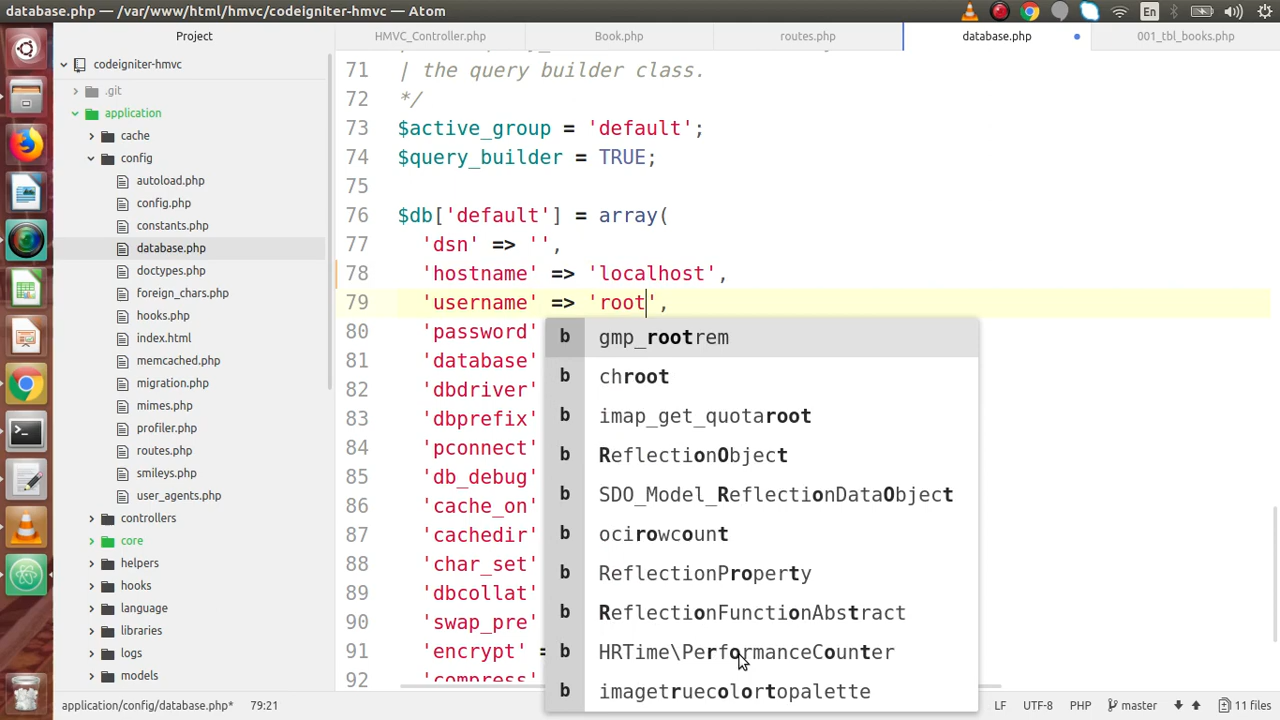 database.php — /var/www/html/hmvc/codeigniter-hmvc — Atom
En
Project
HMVC_Controller.php
Book.php
routes.php
database.php
001_tbl_books.php
codeigniter-hmvc
.git
application
cache
config
autoload.php
config.php
constants.php
database.php
doctypes.php
foreign_chars.php
hooks.php
index.html
memcached.php
migration.php
mimes.php
profiler.php
routes.php
smileys.php
user_agents.php
controllers
core
helpers
hooks
language
libraries
logs
models
71 | the query builder class.
72 */
73 $active_group = 'default';
74 $query_builder = TRUE;
75
76 $db['default'] = array(
77 'dsn' => '',
78 'hostname' => 'localhost',
79 'username' => 'root',
80 'password'
81 'database'
82 'dbdriver'
83 'dbprefix'
84 'pconnect'
85 'db_debug'
86 'cache_on'
87 'cachedir'
88 'char_set'
89 'dbcollat'
90 'swap_pre'
91 'encrypt' =
92 'compress'
b gmp_rootrem
b chroot
b imap_get_quotaroot
b ReflectionObject
b SDO_Model_ReflectionDataObject
b ocirowcount
b ReflectionProperty
b ReflectionFunctionAbstract
b HRTime\PerformanceCounter
b imagetruecolortopalette
application/config/database.php* 79:21
LF UTF-8 PHP master 11 files